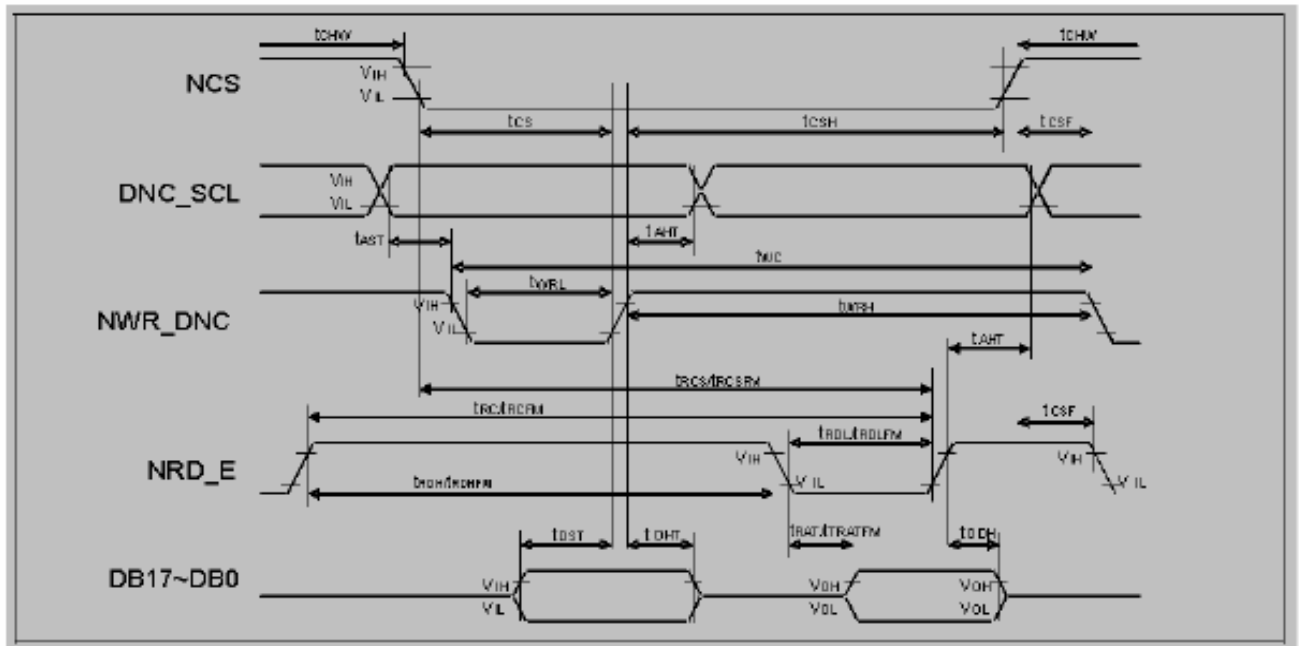 tCHW tCHW
NCS VIH
VIL
tCS tCSH tCSF
DNC_SCL VIH
VIL
tAST tAHT
tWC
tWRL
NWR_DNC VIH
VIL
tWRH
tAHT
tRCS/tRCSFM
tRC/tRCFM
tCSF
tRDL/tRDLFM
NRD_E VIH VIH
VIL VIL
tRDH/tRDHFM
tDST tDHT tRAT/tTRATFM tODH
DB17~DB0 VIH VOH VOH
VIL VOL VOL